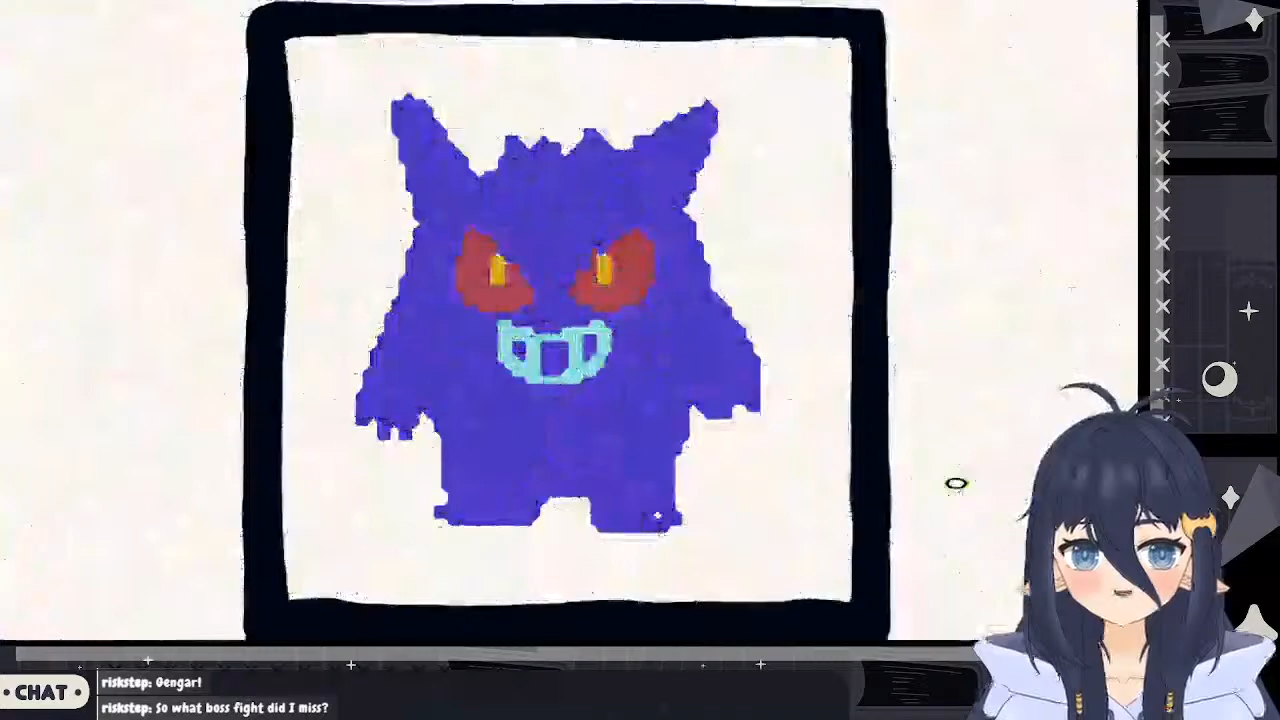 • CHAT •
riskstep: Gengar!
riskstep: So what boss fight did I miss?